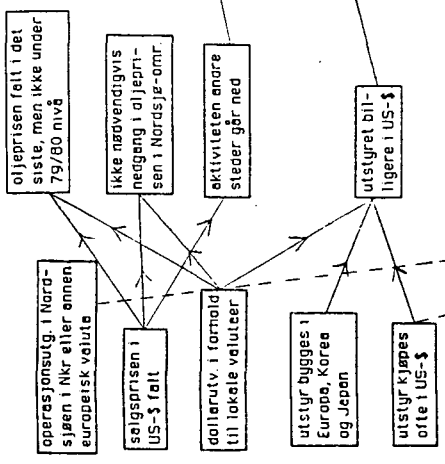 operasjonsutg. i Nord-
sjøen i Nkr eller annen
europeisk valuta
salgsprisen i
US-$ falt
dollarutv. i forhold
til lokale valutaer
utstyr bygges i
Europa, Korea
og Japan
utstyr kjøpes
ofte i US-$
oljeprisen falt i det
siste, men ikke under
79/80 nivå
ikke nødvendigvis
nedgang i oljepri-
sen i Nordsjø-omr.
aktiviteten andre
steder går ned
utstyret bil-
ligere i US-$